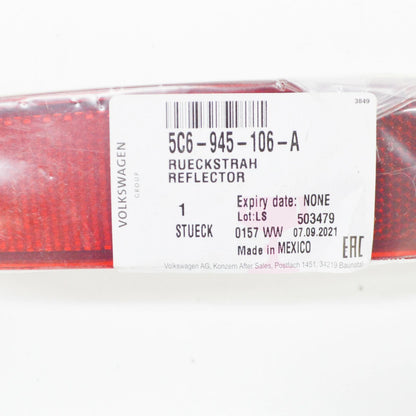 3849
VOLKSWAGEN
GROUP
5C6-945-106-A
RUECKSTRAH
REFLECTOR
1
STUECK
Expiry date: NONE
Lot:LS 503479
0157 WW 07.09.2021
Made in MEXICO
EAC
Volkswagen AG, Konzern After Sales, Postfach 1451, 34219 Baunatal